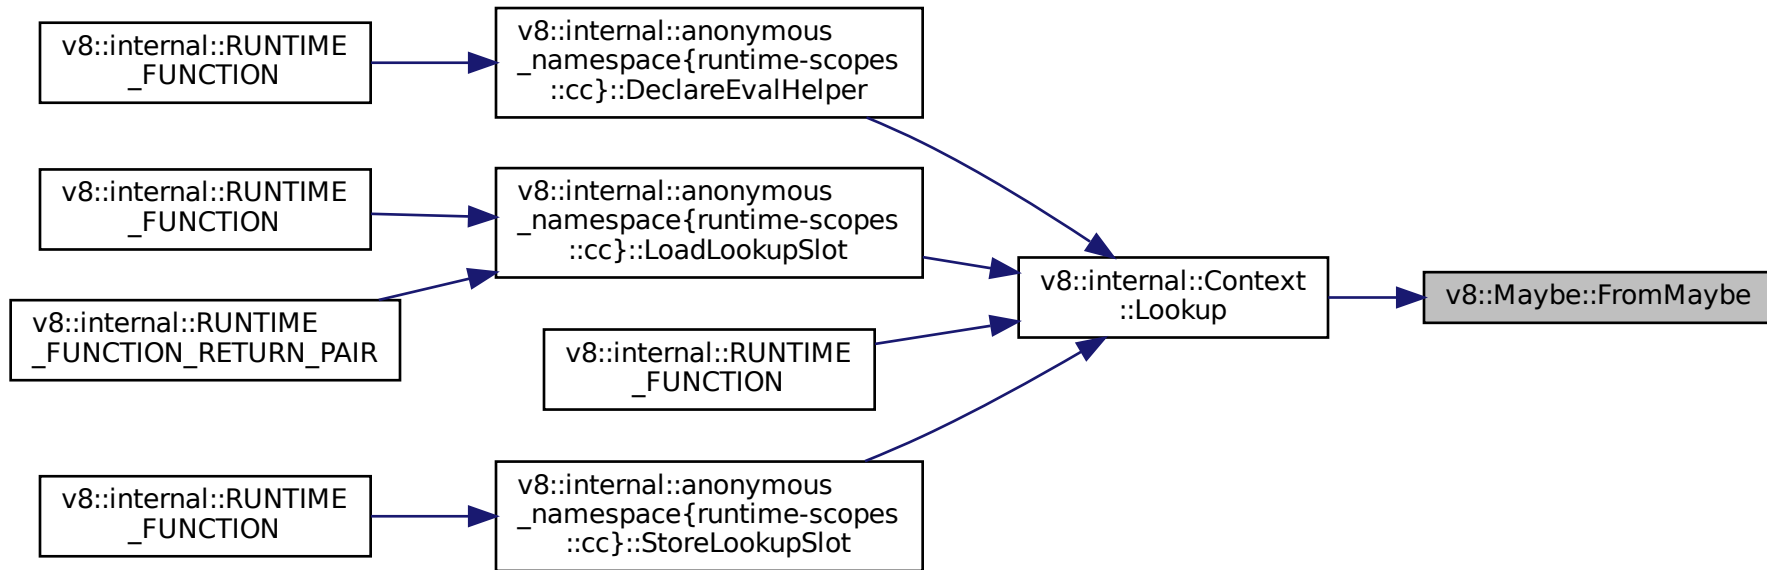 v8::internal::RUNTIME
_FUNCTION
v8::internal::anonymous
_namespace{runtime-scopes
::cc}::DeclareEvalHelper
v8::internal::RUNTIME
_FUNCTION
v8::internal::anonymous
_namespace{runtime-scopes
::cc}::LoadLookupSlot
v8::internal::RUNTIME
_FUNCTION_RETURN_PAIR
v8::internal::RUNTIME
_FUNCTION
v8::internal::Context
::Lookup
v8::Maybe::FromMaybe
v8::internal::RUNTIME
_FUNCTION
v8::internal::anonymous
_namespace{runtime-scopes
::cc}::StoreLookupSlot